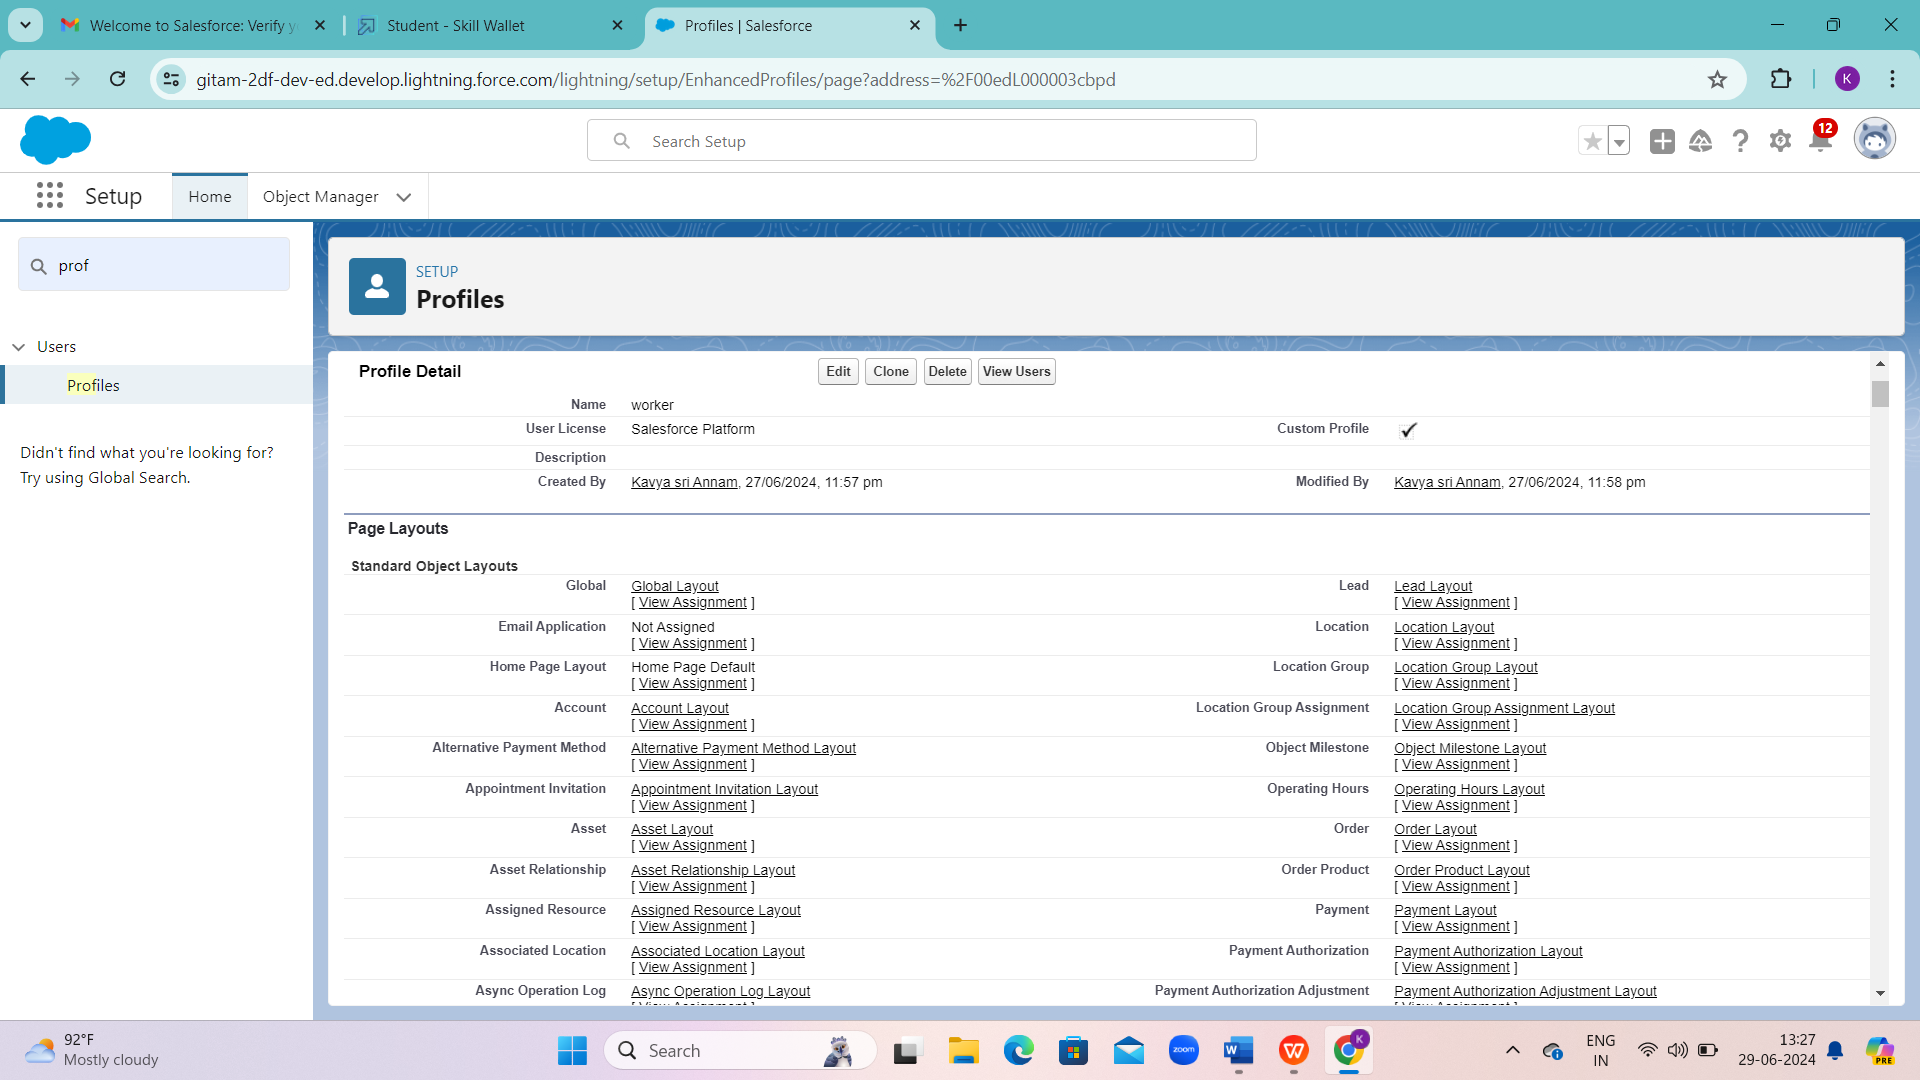 Welcome to Salesforce: Verify y
Student - Skill Wallet
Profiles | Salesforce
gitam-2df-dev-ed.develop.lightning.force.com/lightning/setup/EnhancedProfiles/page?address=%2F00edL000003cbpd
K
Search Setup
12
Setup
Home
Object Manager
prof
Users
Profiles
Didn't find what you're looking for?
Try using Global Search.
SETUP
Profiles
Profile Detail
Edit Clone Delete View Users
Name worker
User License Salesforce Platform Custom Profile
Description
Created By Kavya sri Annam, 27/06/2024, 11:57 pm Modified By Kavya sri Annam, 27/06/2024, 11:58 pm
Page Layouts
Standard Object Layouts
Global Global Layout Lead Lead Layout
[ View Assignment ] [ View Assignment ]
Email Application Not Assigned Location Location Layout
[ View Assignment ] [ View Assignment ]
Home Page Layout Home Page Default Location Group Location Group Layout
[ View Assignment ] [ View Assignment ]
Account Account Layout Location Group Assignment Location Group Assignment Layout
[ View Assignment ] [ View Assignment ]
Alternative Payment Method Alternative Payment Method Layout Object Milestone Object Milestone Layout
[ View Assignment ] [ View Assignment ]
Appointment Invitation Appointment Invitation Layout Operating Hours Operating Hours Layout
[ View Assignment ] [ View Assignment ]
Asset Asset Layout Order Order Layout
[ View Assignment ] [ View Assignment ]
Asset Relationship Asset Relationship Layout Order Product Order Product Layout
[ View Assignment ] [ View Assignment ]
Assigned Resource Assigned Resource Layout Payment Payment Layout
[ View Assignment ] [ View Assignment ]
Associated Location Associated Location Layout Payment Authorization Payment Authorization Layout
[ View Assignment ] [ View Assignment ]
Async Operation Log Async Operation Log Layout Payment Authorization Adjustment Payment Authorization Adjustment Layout
92°F
Mostly cloudy
Search
zoom
W
W
K
ENG
IN
13:27
29-06-2024
PRE